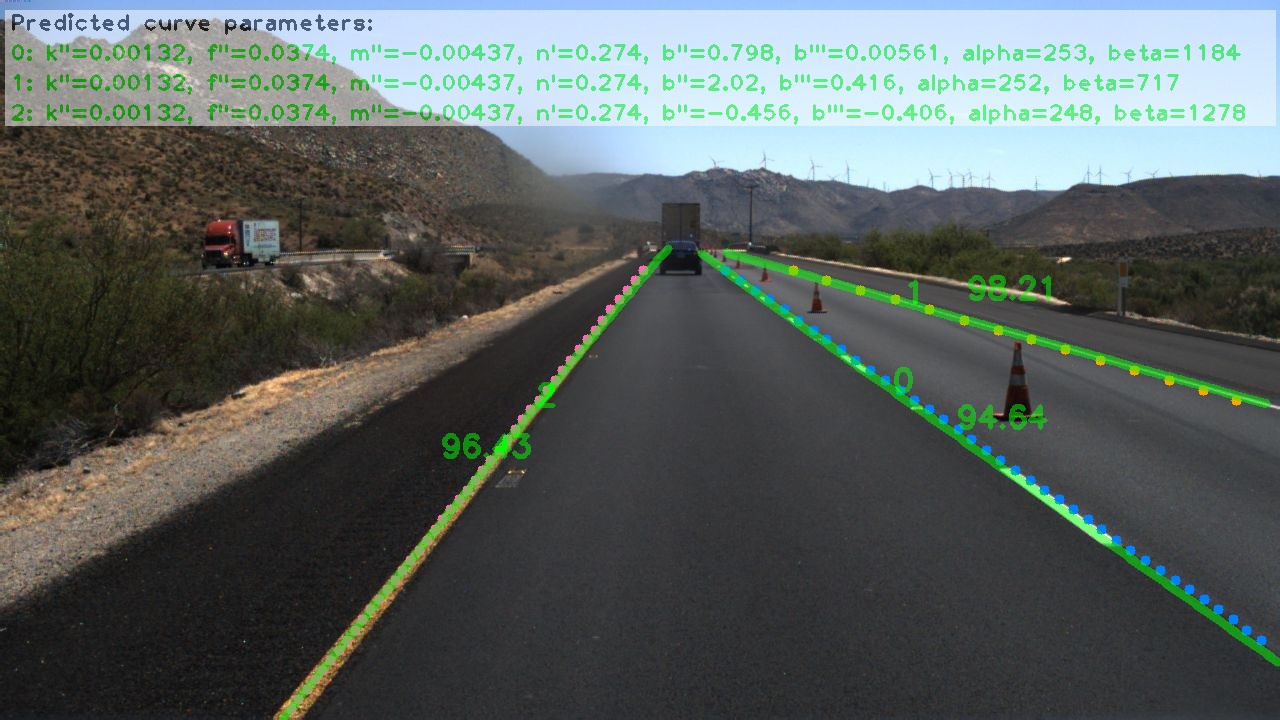 Predicted curve parameters:
0: k''=0.00132, f''=0.0374, m''=-0.00437, n'=0.274, b''=0.798, b'''=0.00561, alpha=253, beta=1184
1: k''=0.00132, f''=0.0374, m''=-0.00437, n'=0.274, b''=2.02, b'''=0.416, alpha=252, beta=717
2: k''=0.00132, f''=0.0374, m''=-0.00437, n'=0.274, b''=-0.456, b'''=-0.406, alpha=248, beta=1278
1 98.21
0
94.64
2
96.43